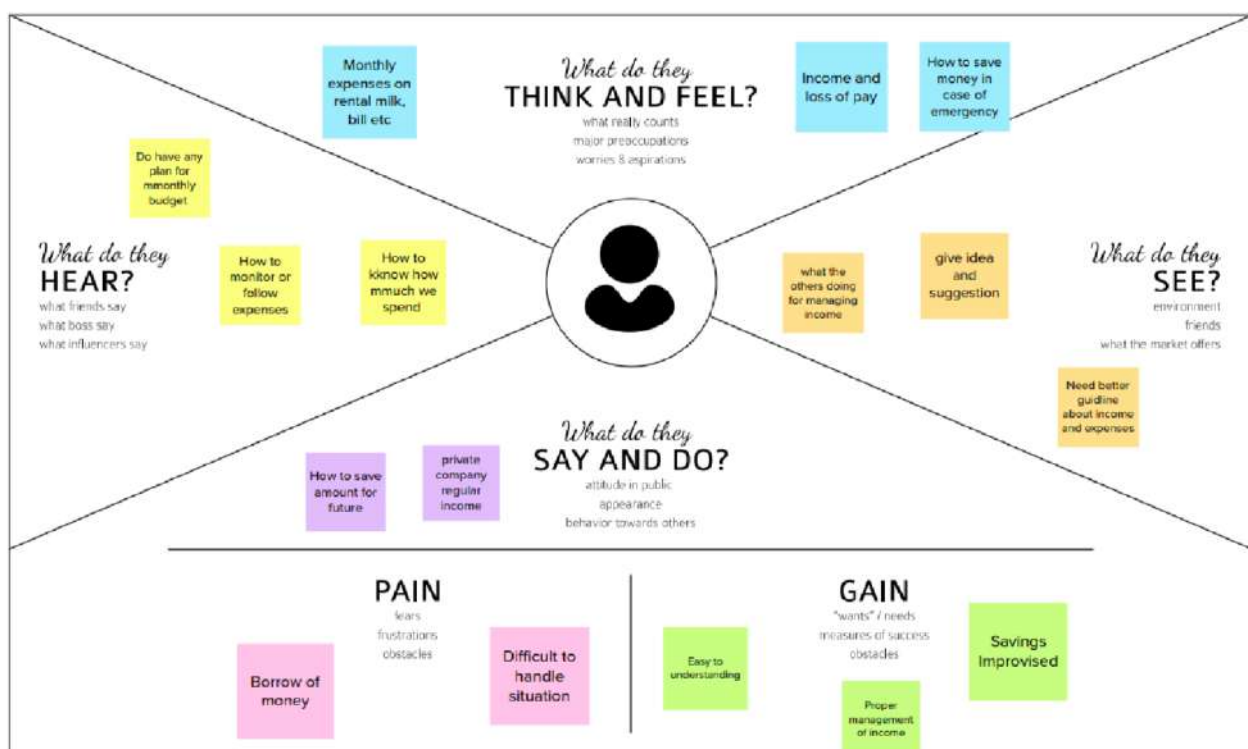 What do they
THINK AND FEEL?
what really counts
major preoccupations
worries & aspirations
Monthly
expenses on
rental milk,
bill etc
Income and
loss of pay
How to save
money in
case of
emergency
What do they
HEAR?
what friends say
what boss say
what influencers say
Do have any
plan for
mmonthly
budget
How to
monitor or
follow
expenses
How to
kknow how
mmuch we
spend
What do they
SEE?
environment
friends
what the market offers
what the
others doing
for managing
income
give idea
and
suggestion
Need better
guidline
about income
and expenses
What do they
SAY AND DO?
attitude in public
appearance
behavior towards others
How to save
amount for
future
private
company
regular
income
PAIN
fears
frustrations
obstacles
Borrow of
money
Difficult to
handle
situation
GAIN
"wants" / needs
measures of success
obstacles
Easy to
understanding
Proper
management
of income
Savings
Improvised